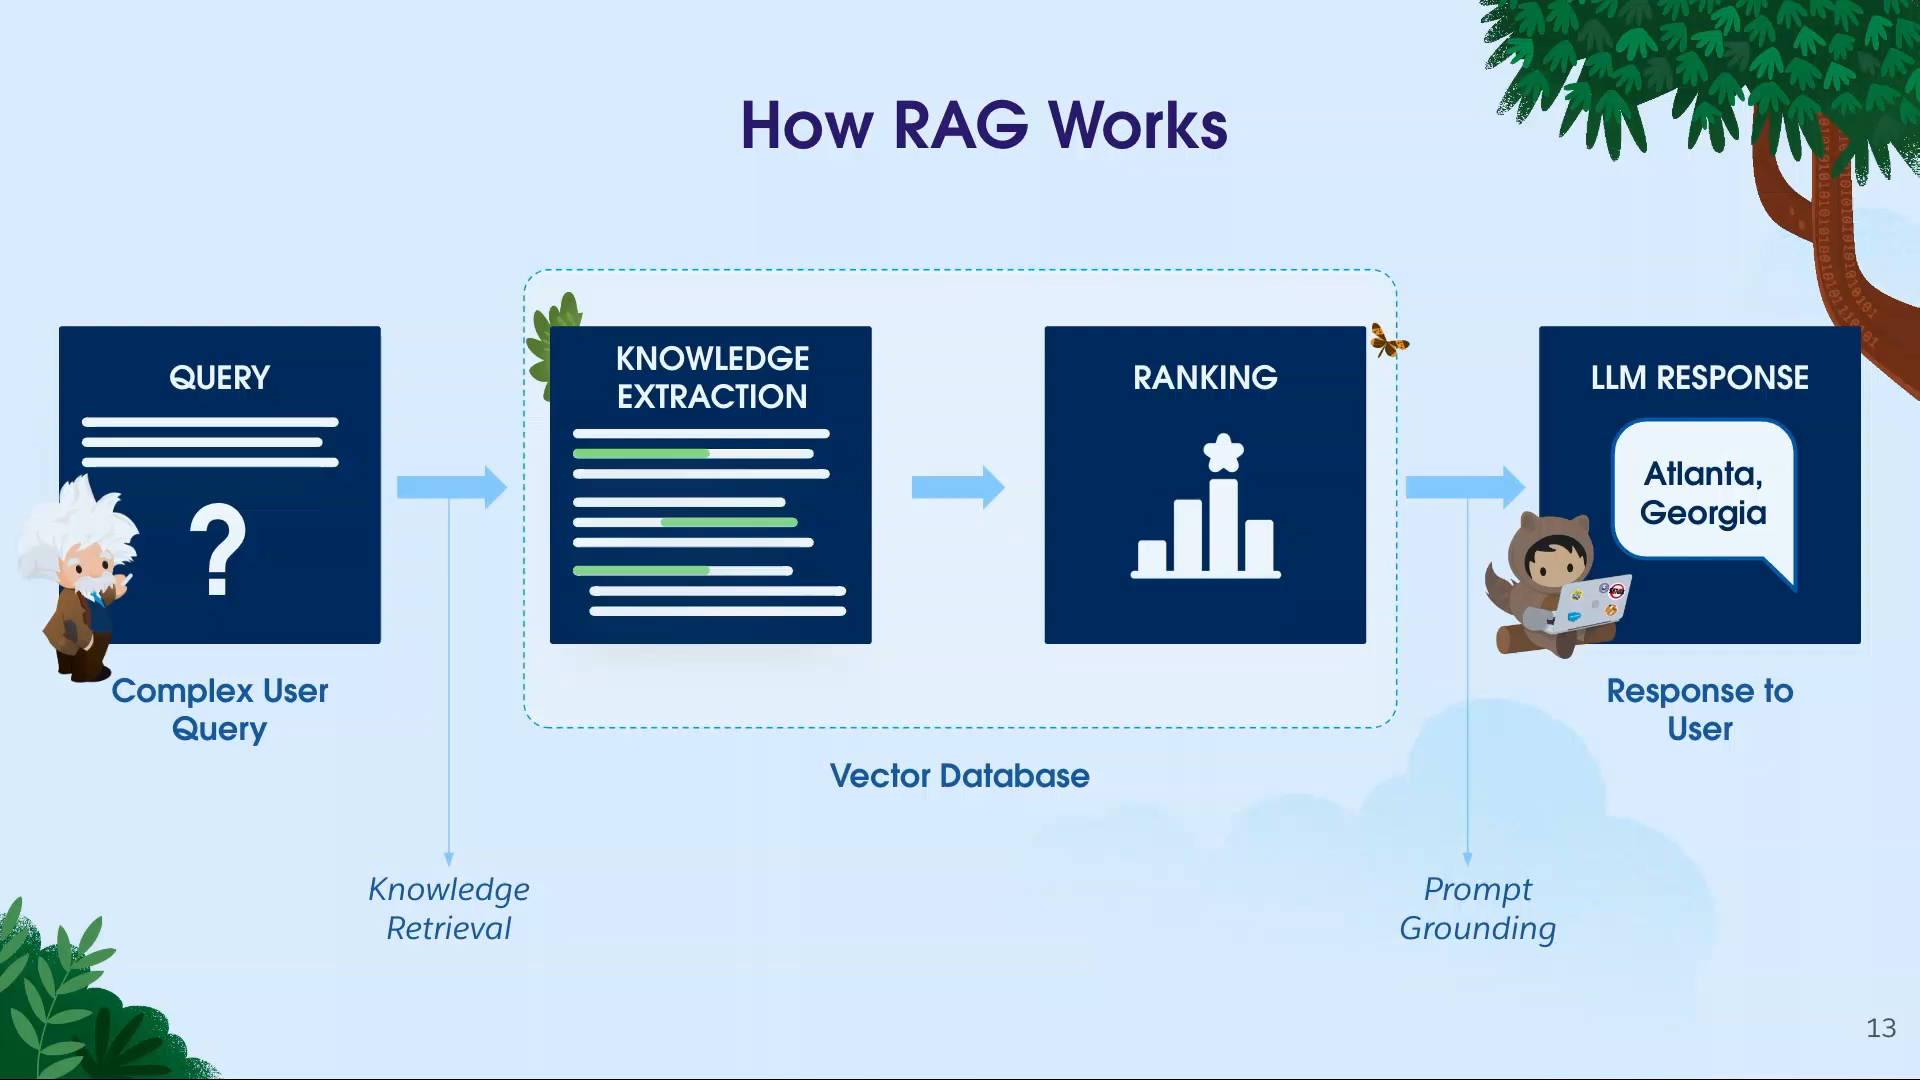 How RAG Works
QUERY
KNOWLEDGE
EXTRACTION
RANKING
LLM RESPONSE
?
Atlanta,
Georgia
Complex User
Query
Vector Database
Response to
User
Knowledge
Retrieval
Prompt
Grounding
13